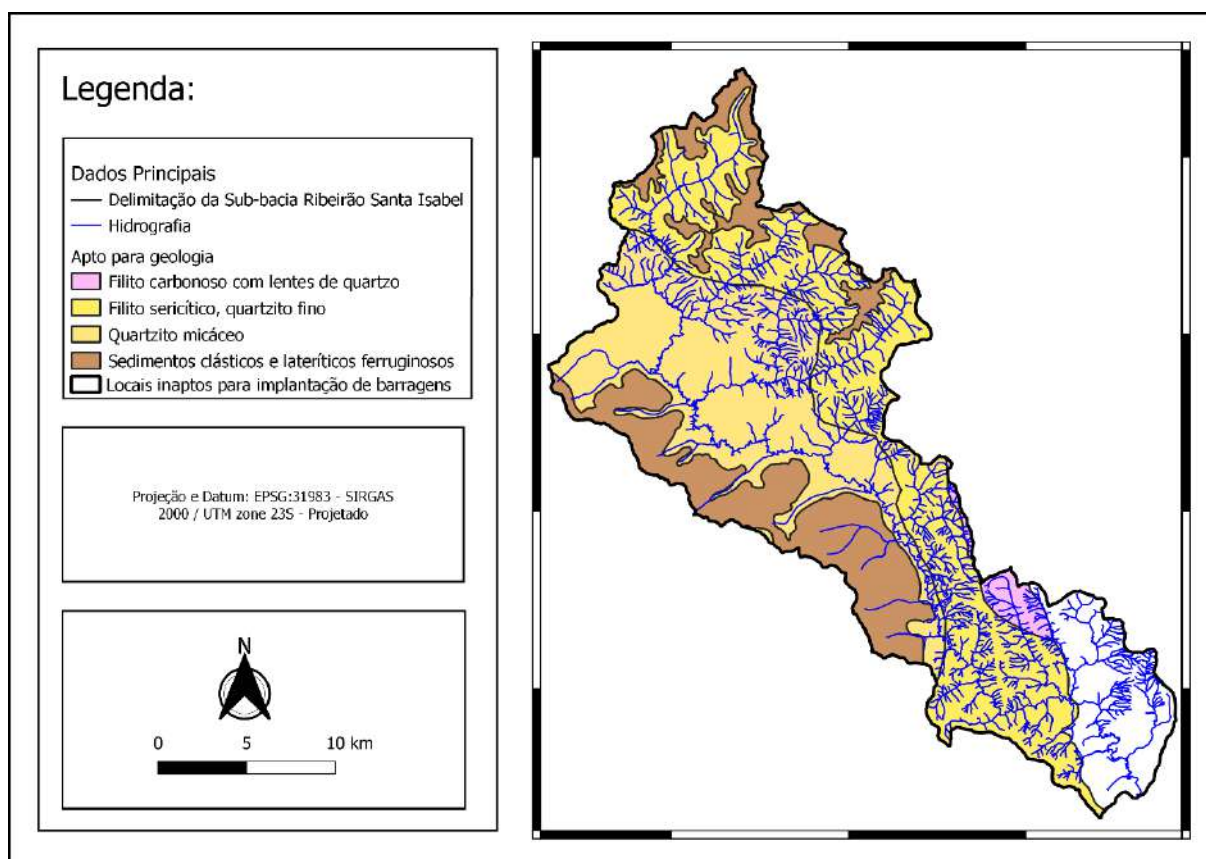 Legenda:
Dados Principais
Delimitação da Sub-bacia Ribeirão Santa Isabel
Hidrografia
Apto para geologia
Filito carbonoso com lentes de quartzo
Filito sericítico, quartzito fino
Quartzito micáceo
Sedimentos clásticos e lateríticos ferruginosos
Locais inaptos para implantação de barragens
Projeção e Datum: EPSG:31983 - SIRGAS
2000 / UTM zone 23S - Projetado
N
0 5 10 km